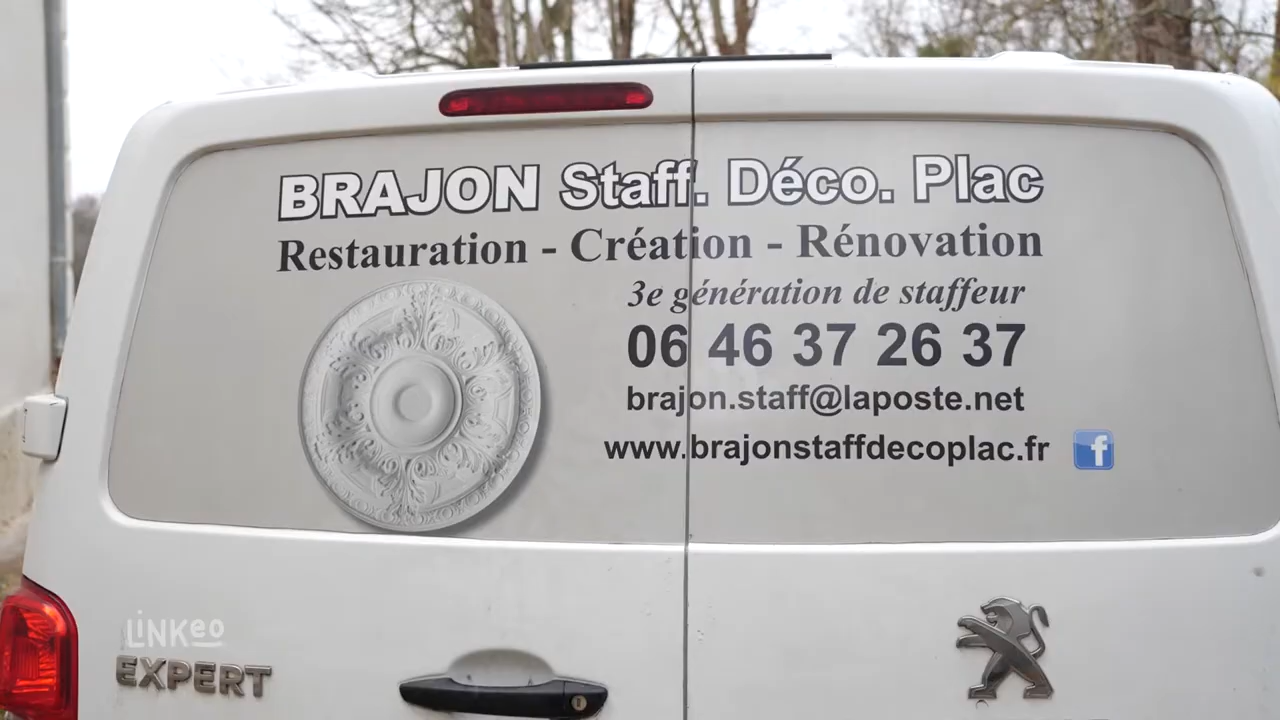 BRAJON Staff. Déco. Plac
Restauration - Création - Rénovation
3e génération de staffeur
06 46 37 26 37
brajon.staff@laposte.net
www.brajonstaffdecoplac.fr f
LiNKeo
EXPERT